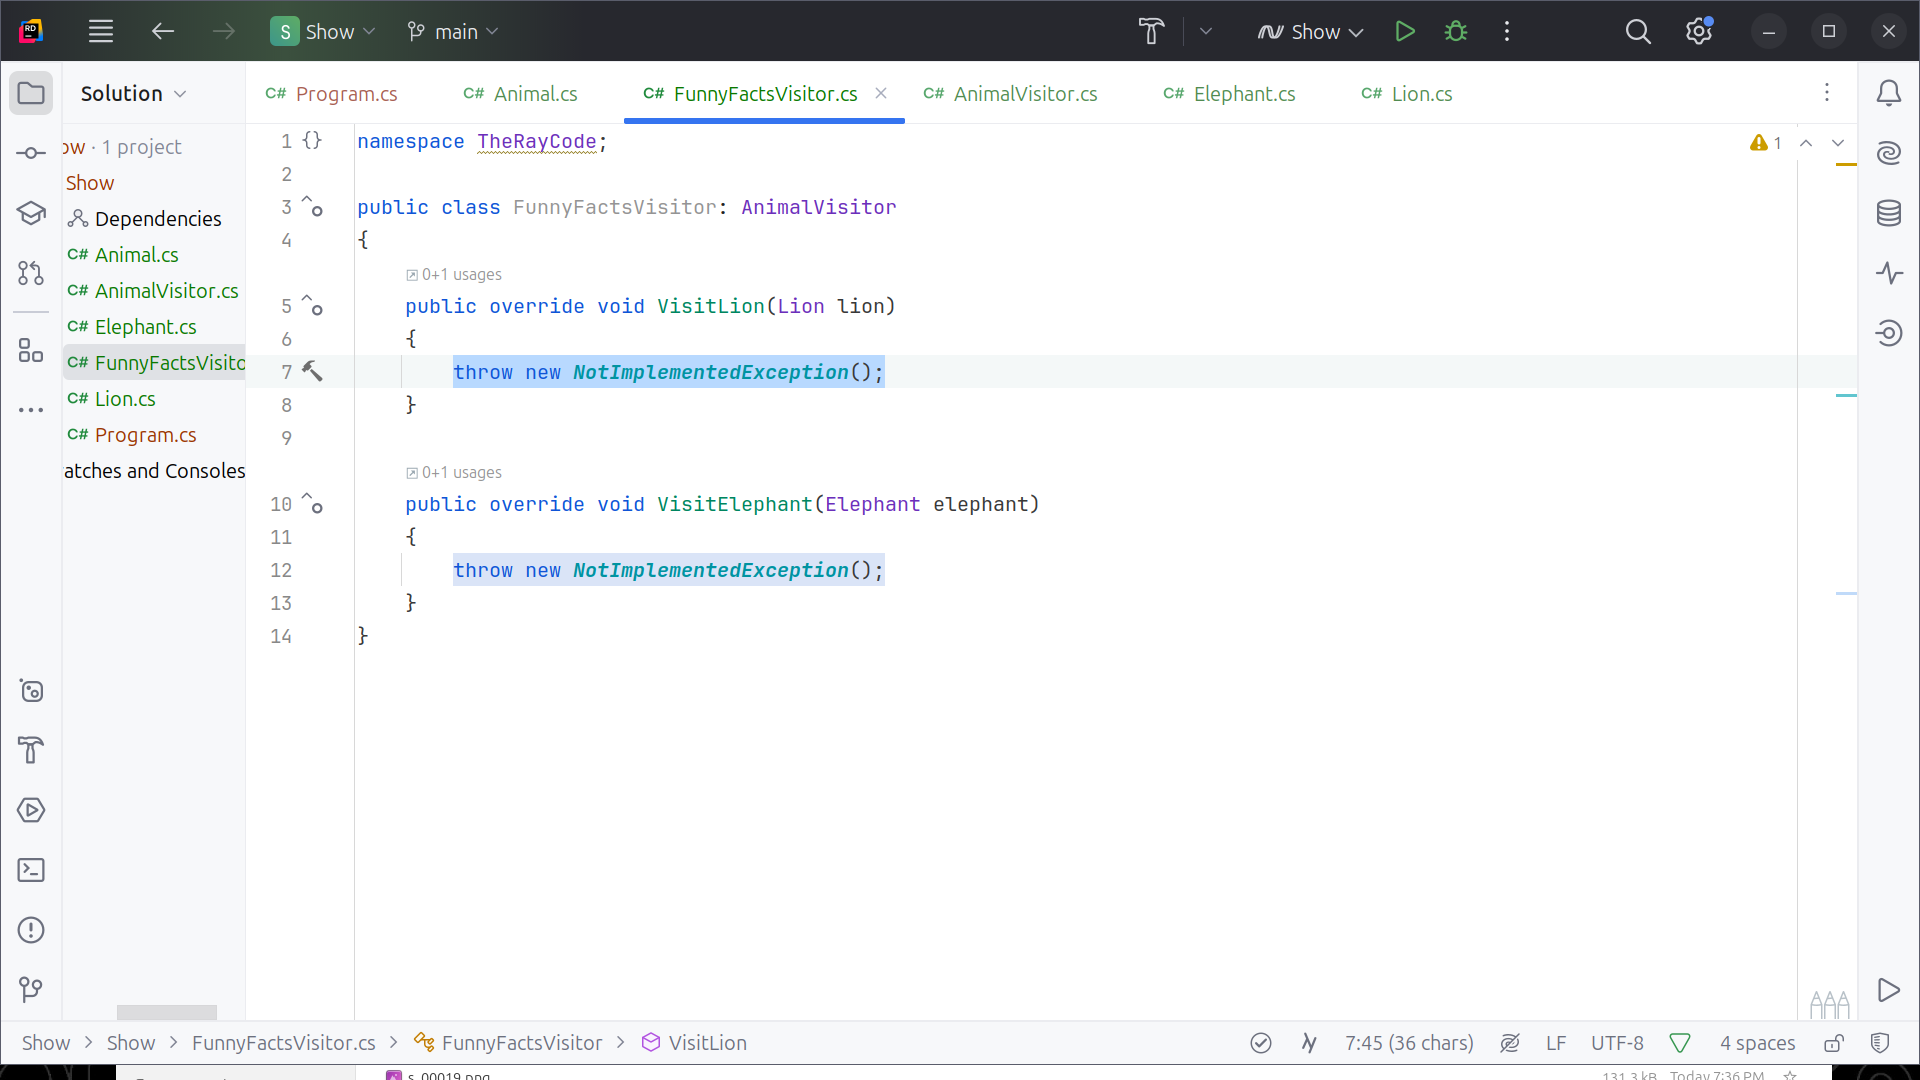 RD
S Show
main
Show
Solution
C# Program.cs
C# Animal.cs
C# FunnyFactsVisitor.cs
C# AnimalVisitor.cs
C# Elephant.cs
C# Lion.cs
ow · 1 project
Show
Dependencies
C# Animal.cs
C# AnimalVisitor.cs
C# Elephant.cs
C# FunnyFactsVisito
C# Lion.cs
C# Program.cs
atches and Consoles
1 {} namespace TheRayCode;
1
2
3 public class FunnyFactsVisitor: AnimalVisitor
4 {
0+1 usages
5 public override void VisitLion(Lion lion)
6 {
7 throw new NotImplementedException();
8 }
9
0+1 usages
10 public override void VisitElephant(Elephant elephant)
11 {
12 throw new NotImplementedException();
13 }
14 }
Show > Show > FunnyFactsVisitor.cs > FunnyFactsVisitor > VisitLion
7:45 (36 chars)
LF
UTF-8
4 spaces
s_00019.png
131.3 kB
Today 7:36 PM